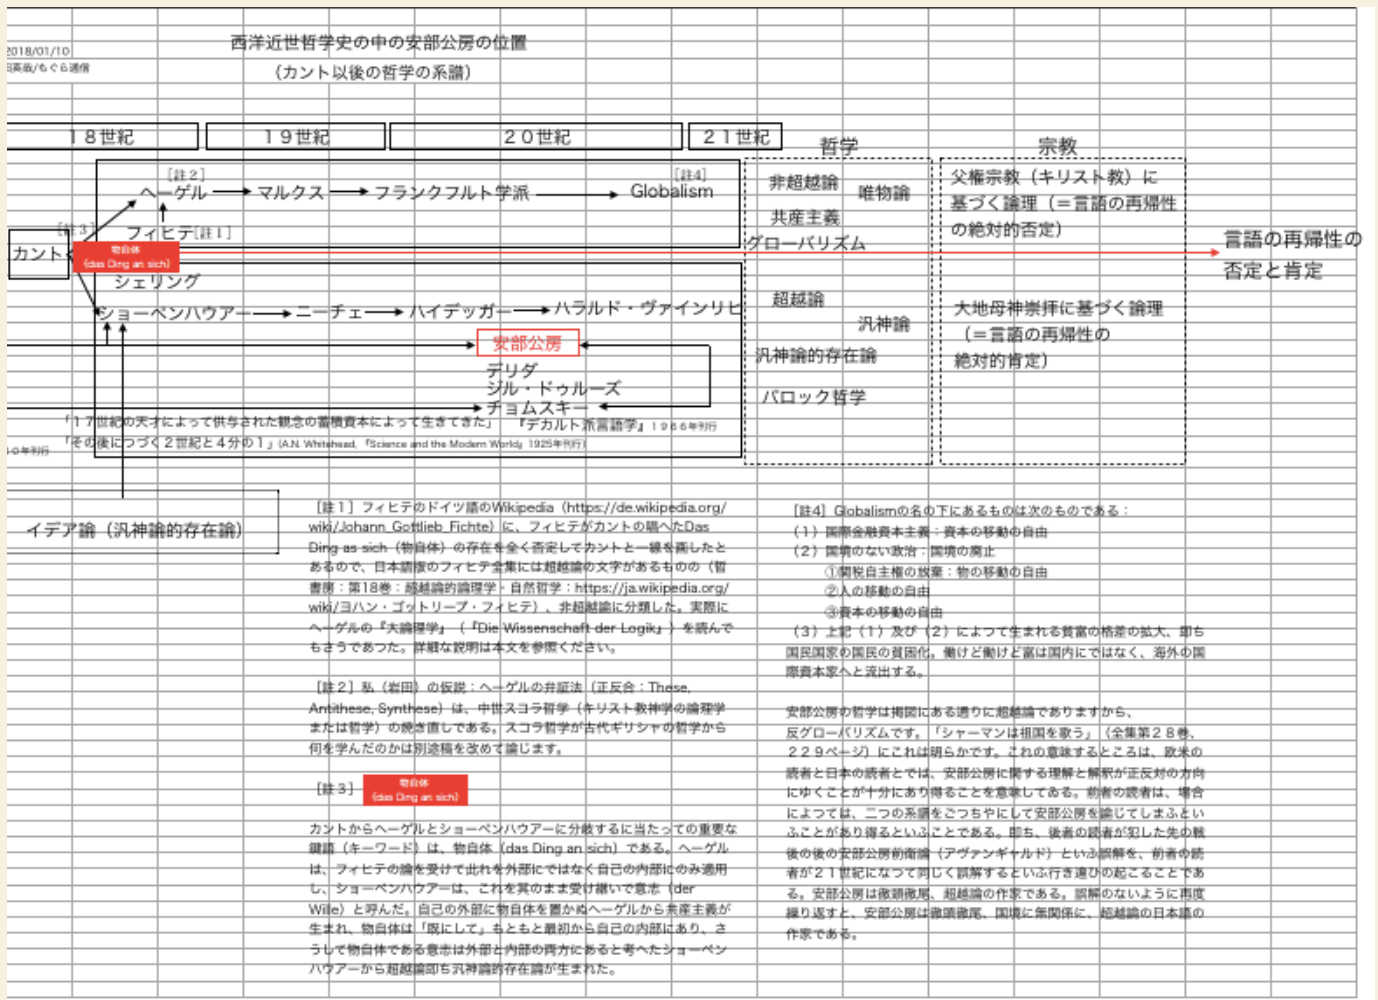 西洋近世哲学史の中の安部公房の位置
2018/01/10
英哉/もぐら通信
（カント以後の哲学の系譜）
18世紀
19世紀
20世紀
21世紀
哲学
宗教
［註2］
［註4］
ヘーゲル
マルクス
フランクフルト学派
Globalism
非超越論
唯物論
共産主義
グローバリズム
父権宗教（キリスト教）に
基づく論理（＝言語の再帰性
の絶対的否定）
［註3］
フィヒテ［註1］
カント
物自体
(das Ding an sich)
言語の再帰性の
否定と肯定
シェリング
ショーペンハウアー
ニーチェ
ハイデッガー
ハラルド・ヴァインリヒ
超越論
汎神論
汎神論的存在論
バロック哲学
大地母神崇拝に基づく論理
（＝言語の再帰性の
絶対的肯定）
安部公房
デリダ
ジル・ドゥルーズ
チョムスキー
「17世紀の天才によって供与された観念の蓄積資本によって生きてきた」
『デカルト派言語学』1966年刊行
「その後につづく2世紀と4分の1」(A.N. Whitehead, 『Science and the Modern World』 1925年刊行)
0年刊行
イデア論（汎神論的存在論）
［註1］フィヒテのドイツ語のWikipedia（https://de.wikipedia.org/
wiki/Johann_Gottlieb_Fichte）に、フィヒテがカントの唱へたDas
Ding as sich（物自体）の存在を全く否定してカントと一線を画したと
あるので、日本語版のフィヒテ全集には超越論の文字があるものの（哲
書房：第18巻：超越論的論理学・自然哲学：https://ja.wikipedia.org/
wiki/ヨハン・ゴットリープ・フィヒテ）、非超越論に分類した。実際に
ヘーゲルの『大論理学』（『Die Wissenschaft der Logik』）を読んで
もさうであつた。詳細な説明は本文を参照ください。
［註2］私（岩田）の仮説：ヘーゲルの弁証法（正反合：These,
Antithese, Synthese）は、中世スコラ哲学（キリスト教神学の論理学
または哲学）の焼き直しである。スコラ哲学が古代ギリシャの哲学から
何を学んだのかは別途稿を改めて論じます。
［註3］
物自体
(das Ding an sich)
カントからヘーゲルとショーペンハウアーに分岐するに当たっての重要な
鍵語（キーワード）は、物自体（das Ding an sich）である。ヘーゲル
は、フィヒテの論を受けて此れを外部にではなく自己の内部にのみ適用
し、ショーペンハウアーは、これを其のまま受け継いで意志（der
Wille）と呼んだ。自己の外部に物自体を置かぬヘーゲルから共産主義が
生まれ、物自体は「既にして」もともと最初から自己の内部にあり、さ
うして物自体である意志は外部と内部の両方にあると考へたショーペン
ハウアーから超越論即ち汎神論的存在論が生まれた。
［註4］Globalismの名の下にあるものは次のものである：
（1）国際金融資本主義：資本の移動の自由
（2）国境のない政治：国境の廃止
①関税自主権の放棄：物の移動の自由
②人の移動の自由
③資本の移動の自由
（3）上記（1）及び（2）によつて生まれる貧富の格差の拡大、即ち
国民国家の国民の貧困化。働けど働けど富は国内にではなく、海外の国
際資本家へと流出する。
安部公房の哲学は掲図にある通りに超越論でありますから、
反グローバリズムです。「シャーマンは祖国を歌う」（全集第28巻、
229ページ）にこれは明らかです。これの意味するところは、欧米の
読者と日本の読者とでは、安部公房に関する理解と解釈が正反対の方向
にゆくことが十分にあり得ることを意味してゐる。前者の読者は、場合
によつては、二つの系譜をごつちやにして安部公房を論じてしまふとい
ふことがあり得るといふことである。即ち、後者の読者が犯した先の戦
後の後の安部公房前衛論（アヴァンギャルド）といふ誤解を、前者の読
者が21世紀になつて同じく誤解するといふ行き違ひの起こることであ
る。安部公房は徹頭徹尾、超越論の作家である。誤解のないように再度
繰り返すと、安部公房は徹頭徹尾、国境に無関係に、超越論の日本語の
作家である。